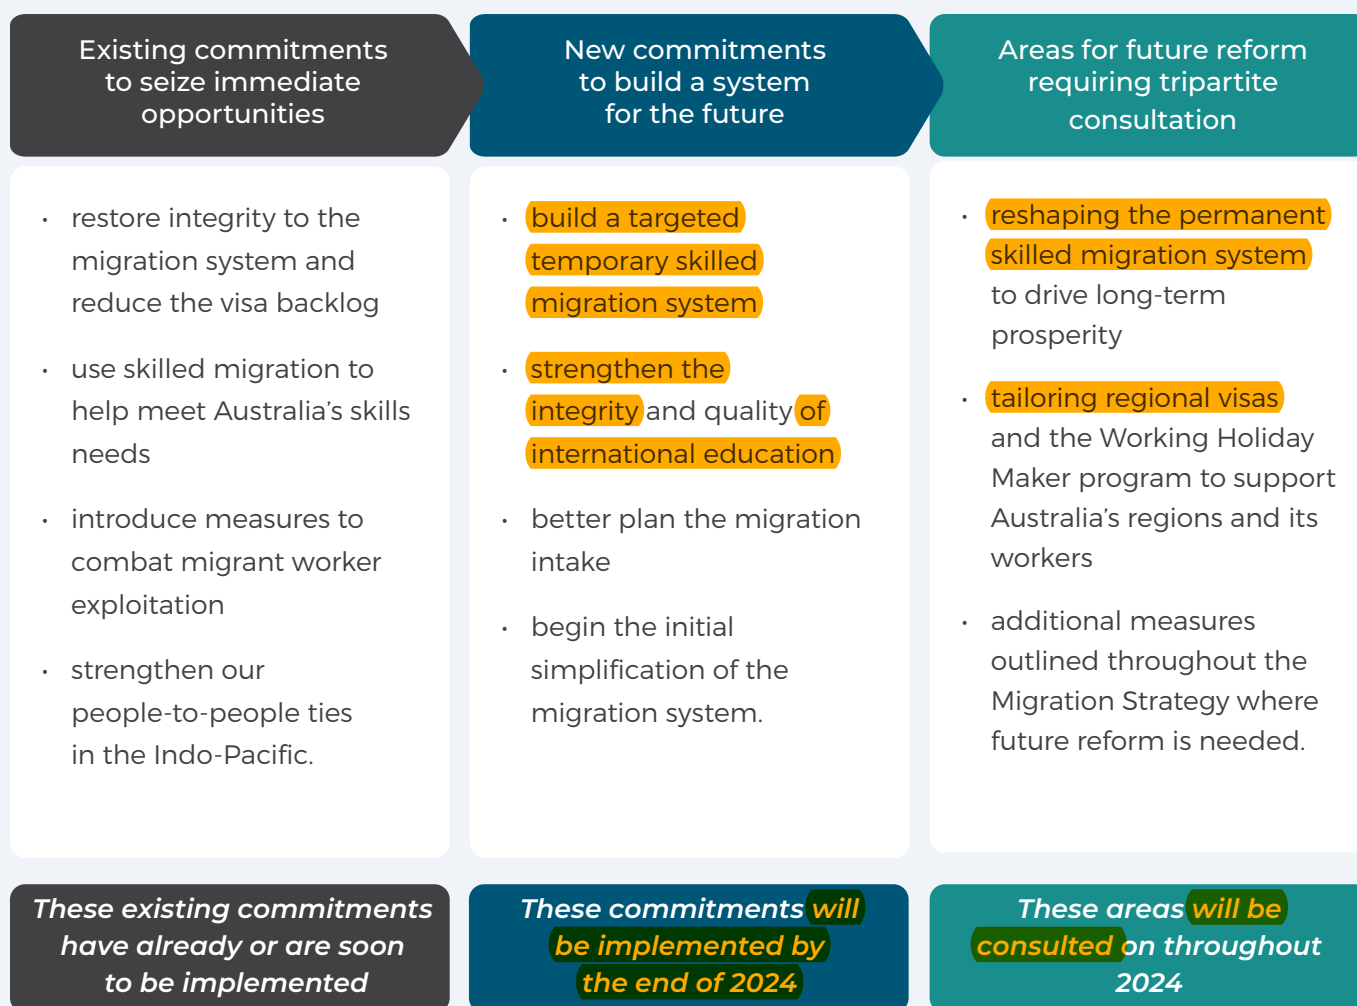 Existing commitments
to seize immediate
opportunities
New commitments
to build a system
for the future
Areas for future reform
requiring tripartite
consultation
• restore integrity to the
migration system and
reduce the visa backlog
• use skilled migration to
help meet Australia’s skills
needs
• introduce measures to
combat migrant worker
exploitation
• strengthen our
people-to-people ties
in the Indo-Pacific.
• build a targeted
temporary skilled
migration system
• strengthen the
integrity and quality of
international education
• better plan the migration
intake
• begin the initial
simplification of the
migration system.
• reshaping the permanent
skilled migration system
to drive long-term
prosperity
• tailoring regional visas
and the Working Holiday
Maker program to support
Australia’s regions and its
workers
• additional measures
outlined throughout the
Migration Strategy where
future reform is needed.
These existing commitments
have already or are soon
to be implemented
These commitments will
be implemented by
the end of 2024
These areas will be
consulted on throughout
2024